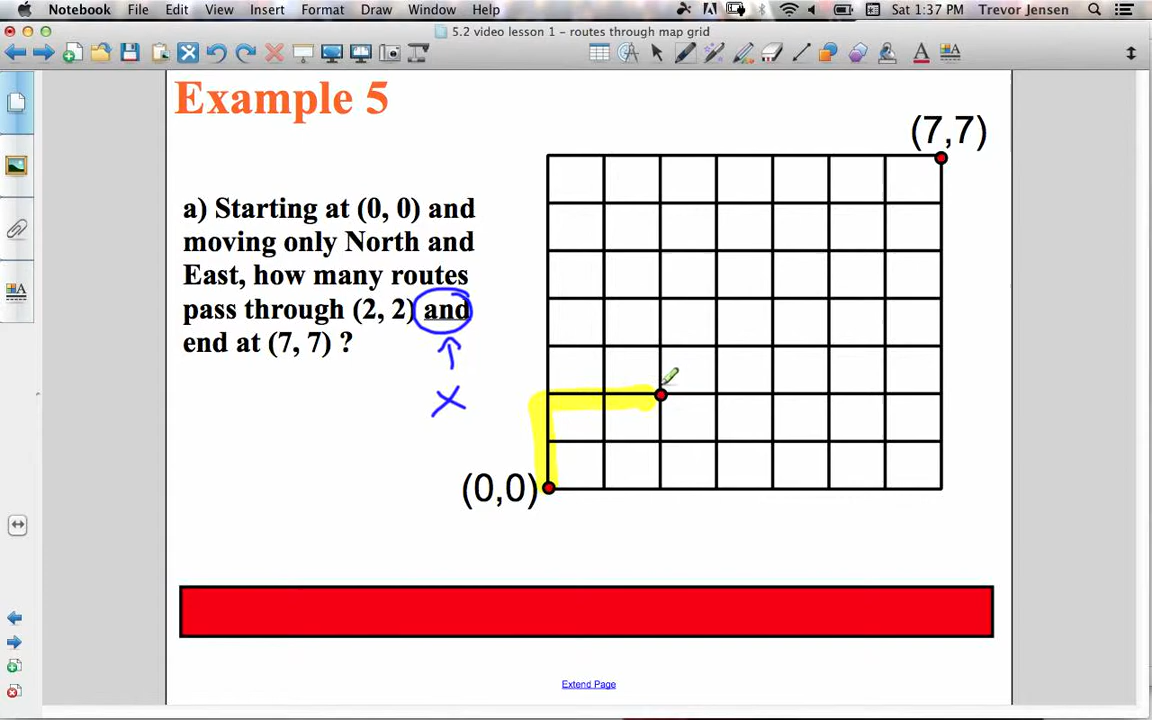 Notebook File Edit View Insert Format Draw Window Help Sat 1:37 PM Trevor Jensen
5.2 video lesson 1 – routes through map grid
Example 5
(7,7)
a) Starting at (0, 0) and
moving only North and
East, how many routes
pass through (2, 2) and
end at (7, 7) ?
x
(0,0)
Extend Page